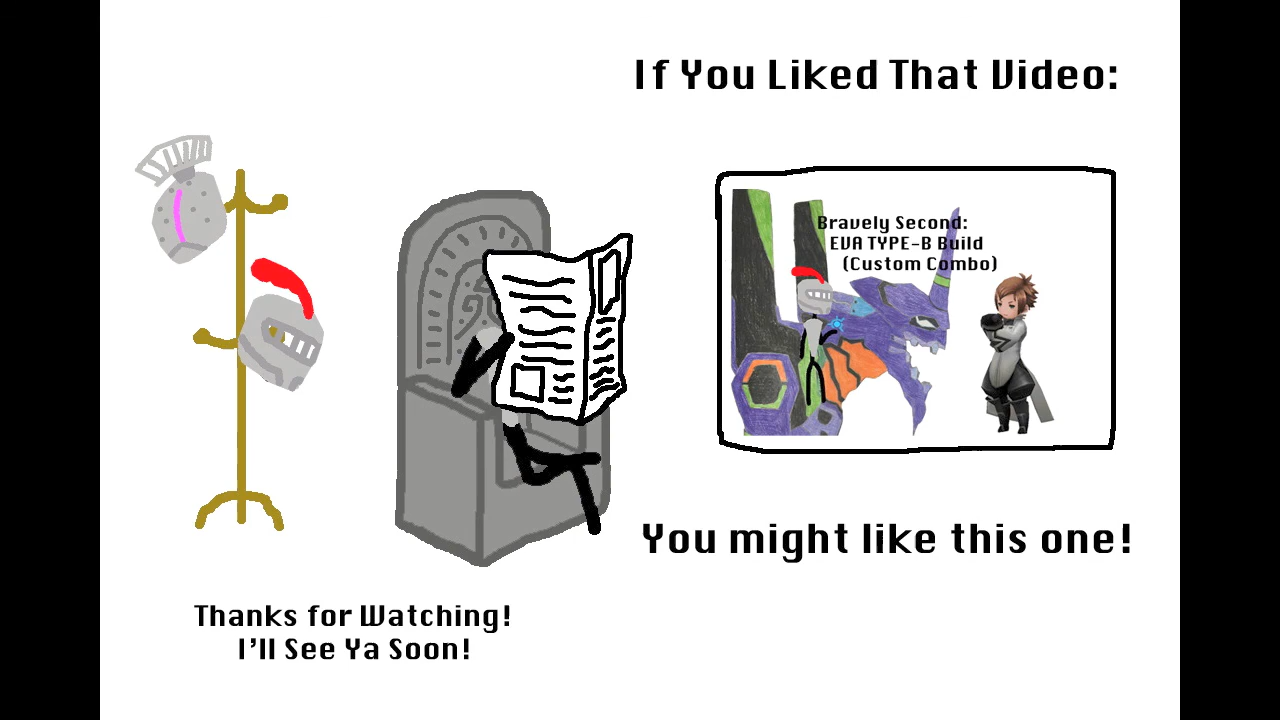 If You Liked That Video:
Bravely Second:
EVA TYPE-B Build
(Custom Combo)
You might like this one!
Thanks for Watching!
I'll See Ya Soon!